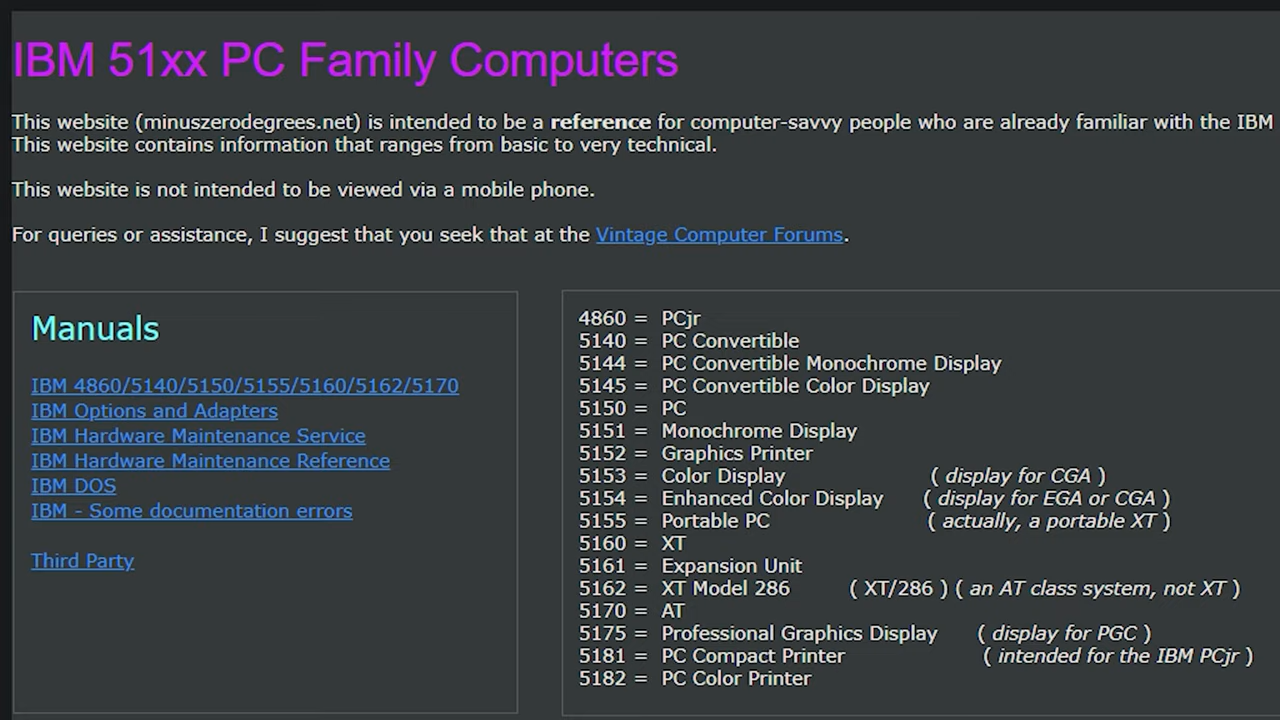 IBM 51xx PC Family Computers
This website (minuszerodegrees.net) is intended to be a reference for computer-savvy people who are already familiar with the IBM
This website contains information that ranges from basic to very technical.
This website is not intended to be viewed via a mobile phone.
For queries or assistance, I suggest that you seek that at the Vintage Computer Forums.
Manuals
IBM 4860/5140/5150/5155/5160/5162/5170
IBM Options and Adapters
IBM Hardware Maintenance Service
IBM Hardware Maintenance Reference
IBM DOS
IBM - Some documentation errors
Third Party
4860 = PCjr
5140 = PC Convertible
5144 = PC Convertible Monochrome Display
5145 = PC Convertible Color Display
5150 = PC
5151 = Monochrome Display
5152 = Graphics Printer
5153 = Color Display ( display for CGA )
5154 = Enhanced Color Display ( display for EGA or CGA )
5155 = Portable PC ( actually, a portable XT )
5160 = XT
5161 = Expansion Unit
5162 = XT Model 286 ( XT/286 ) ( an AT class system, not XT )
5170 = AT
5175 = Professional Graphics Display ( display for PGC )
5181 = PC Compact Printer ( intended for the IBM PCjr )
5182 = PC Color Printer